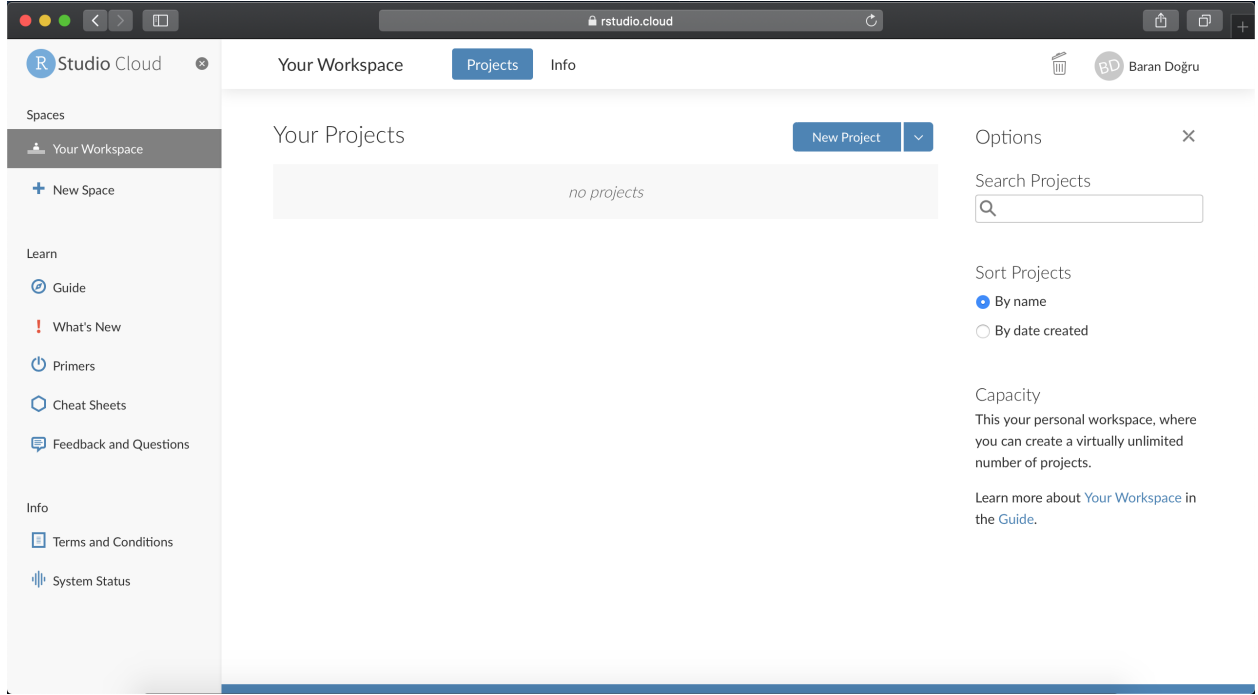 rstudio.cloud
R Studio Cloud
Your Workspace
Projects
Info
BD
Baran Doğru
Spaces
Your Workspace
New Space
Learn
Guide
What's New
Primers
Cheat Sheets
Feedback and Questions
Info
Terms and Conditions
System Status
Your Projects
New Project
no projects
Options
Search Projects
Sort Projects
By name
By date created
Capacity
This your personal workspace, where
you can create a virtually unlimited
number of projects.
Learn more about Your Workspace in
the Guide.